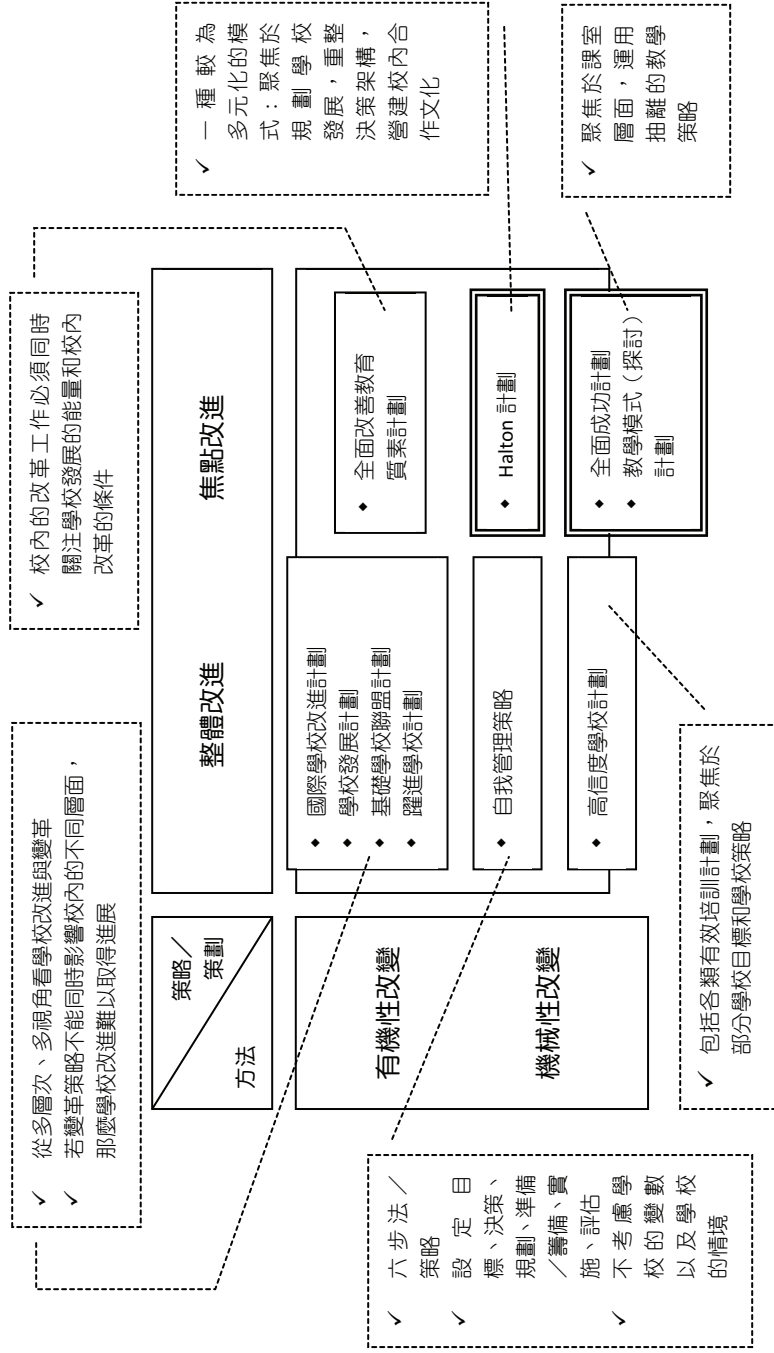 ✓ 從多層次、多視角看學校改進與變革
✓ 若變革策略不能同時影響校內的不同層面，
那麼學校改進難以取得進展
✓ 校內的改革工作必須同時
關注學校發展的能量和校內
改革的條件
✓ 一種較為
多元化的模
式：聚焦於
規劃學校
發展，重整
決策架構，
營建校內合
作文化
策略／
策劃
方法
整體改進
焦點改進
有機性改變
◆ 國際學校改進計劃
◆ 學校發展計劃
◆ 基礎學校聯盟計劃
◆ 躍進學校計劃
◆ 全面改善教育
質素計劃
機械性改變
◆ 自我管理策略
◆ Halton 計劃
◆ 高信度學校計劃
◆ 全面成功計劃
◆ 教學模式（探討）
計劃
✓ 六步法／
策略
✓ 設定目
標、決策、
規劃、準備
／籌備、實
施、評估
✓ 不考慮學
校的變數
以及學校
的情境
✓ 包括各類有效培訓計劃，聚焦於
部分學校目標和學校策略
✓ 聚焦於課室
層面，運用
抽離的教學
策略